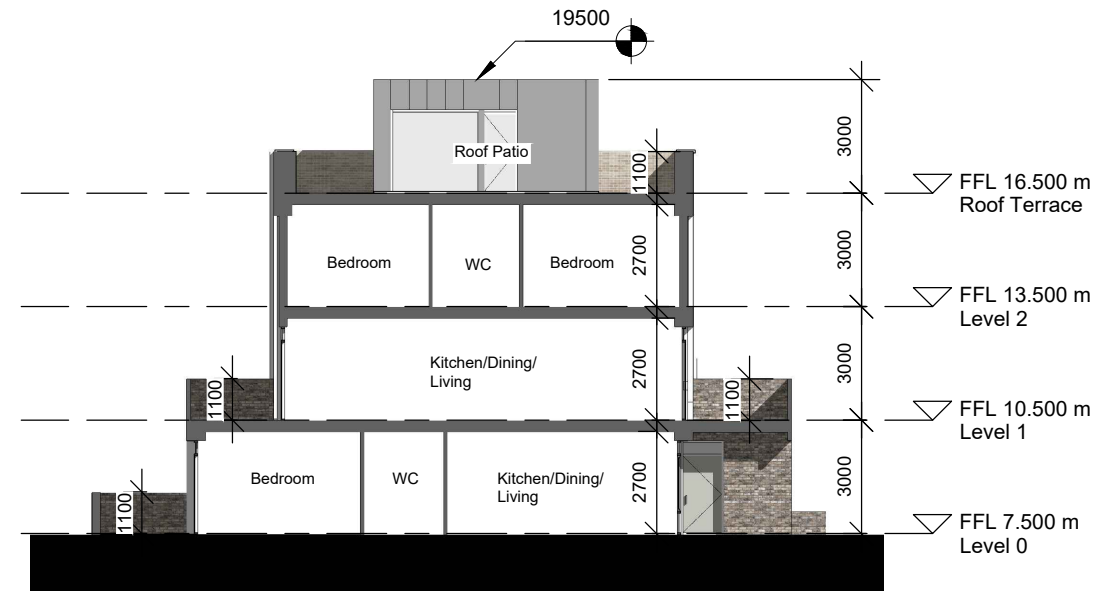 19500
3000
Roof Patio
1100
FFL 16.500 m
Roof Terrace
Bedroom
WC
Bedroom
2700
3000
FFL 13.500 m
Level 2
Kitchen/Dining/
Living
2700
3000
1100
1100
FFL 10.500 m
Level 1
Bedroom
WC
Kitchen/Dining/
Living
2700
3000
1100
FFL 7.500 m
Level 0